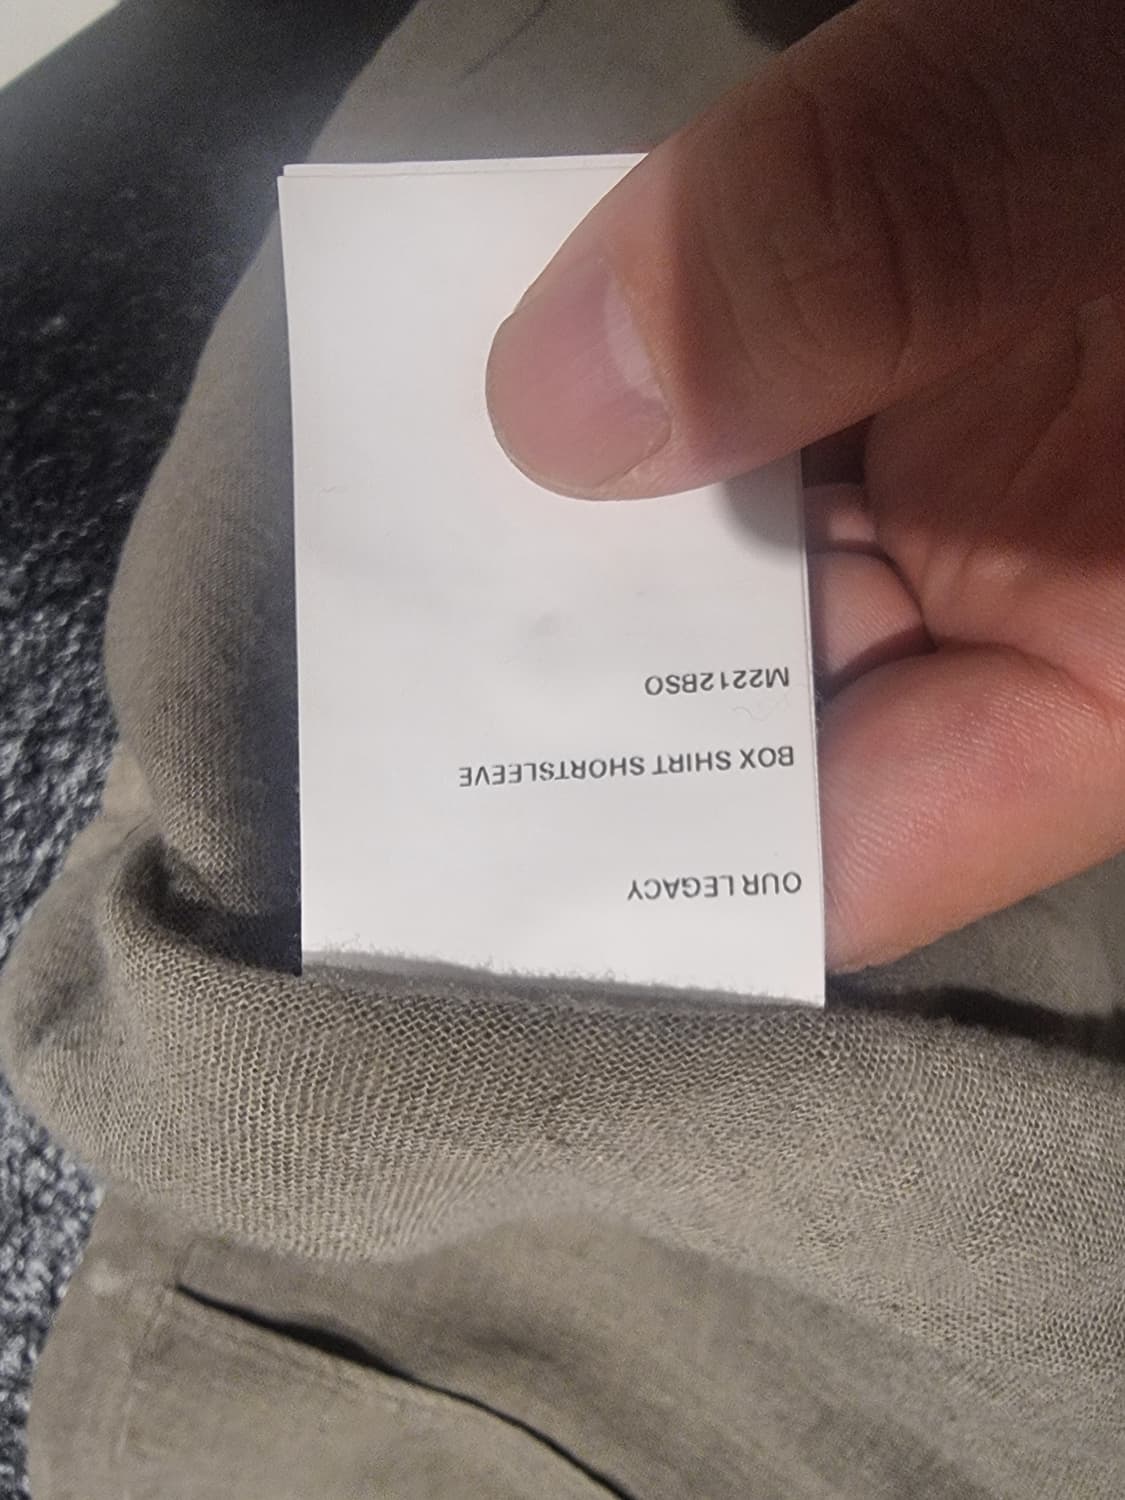 OUR LEGACY
BOX SHIRT SHORTSLEEVE
M2212BSO